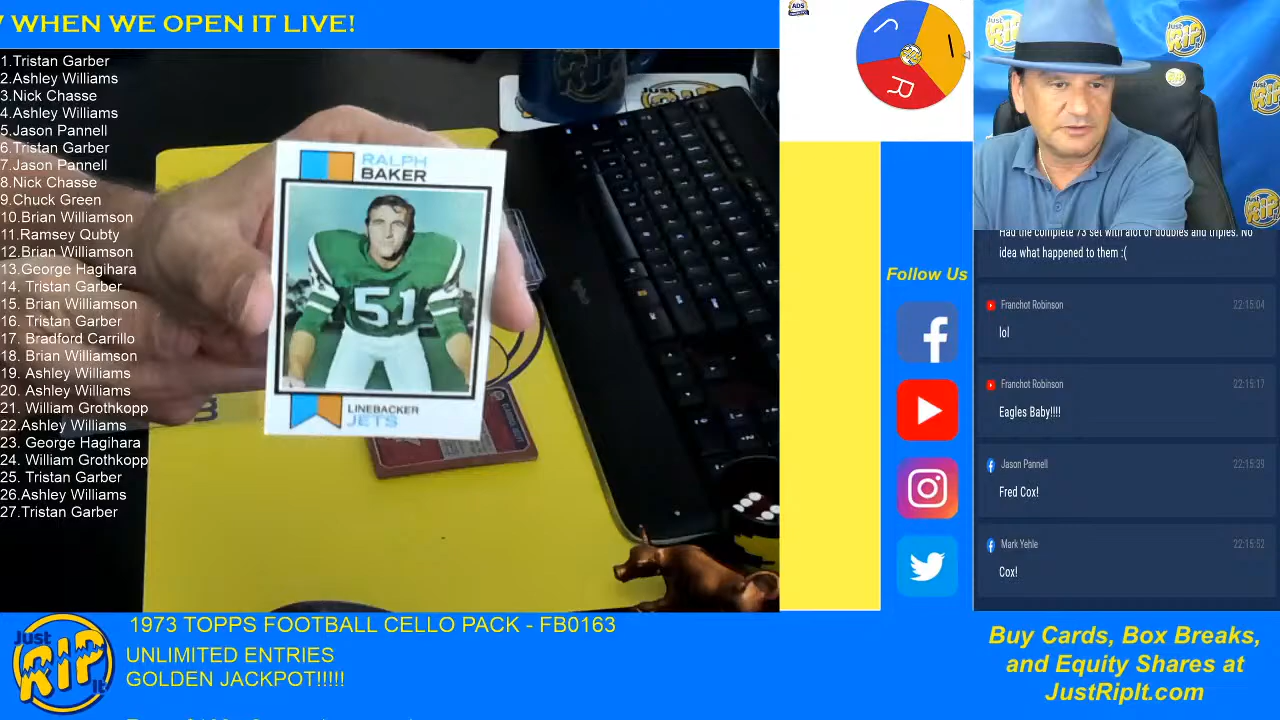 WHEN WE OPEN IT LIVE!
1.Tristan Garber
2.Ashley Williams
3.Nick Chasse
4.Ashley Williams
5.Jason Pannell
6.Tristan Garber
7.Jason Pannell
8.Nick Chasse
9.Chuck Green
10.Brian Williamson
11.Ramsey Qubty
12.Brian Williamson
13.George Hagihara
14. Tristan Garber
15. Brian Williamson
16. Tristan Garber
17. Bradford Carrillo
18. Brian Williamson
19. Ashley Williams
20. Ashley Williams
21. William Grothkopp
22.Ashley Williams
23. George Hagihara
24. William Grothkopp
25. Tristan Garber
26.Ashley Williams
27.Tristan Garber
RALPH
BAKER
51
LINEBACKER
JETS
ADS
J
I
R
Follow Us
Had the complete 73 set with alot of doubles and triples. No
idea what happened to them :(
Franchot Robinson 22:15:04
lol
Franchot Robinson 22:15:17
Eagles Baby!!!!
Jason Pannell 22:15:39
Fred Cox!
Mark Yehle 22:15:52
Cox!
Just
RIP
It
1973 TOPPS FOOTBALL CELLO PACK - FB0163
UNLIMITED ENTRIES
GOLDEN JACKPOT!!!!!
Buy Cards, Box Breaks,
and Equity Shares at
JustRipIt.com